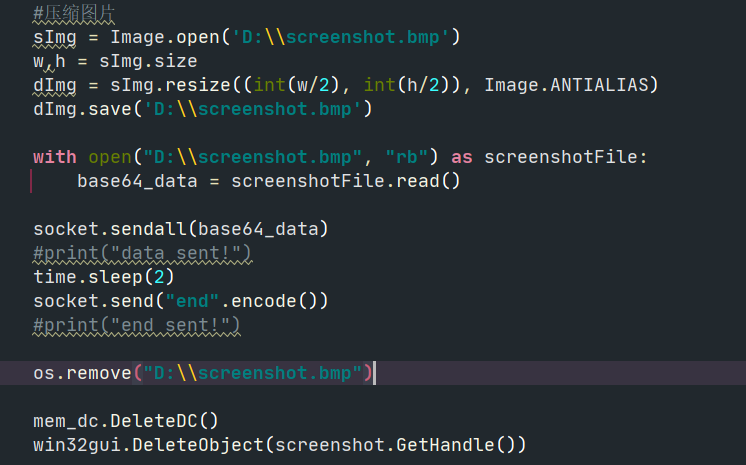 #压缩图片
sImg = Image.open('D:\\screenshot.bmp')
w,h = sImg.size
dImg = sImg.resize((int(w/2), int(h/2)), Image.ANTIALIAS)
dImg.save('D:\\screenshot.bmp')
with open("D:\\screenshot.bmp", "rb") as screenshotFile:
base64_data = screenshotFile.read()
socket.sendall(base64_data)
#print("data sent!")
time.sleep(2)
socket.send("end".encode())
#print("end sent!")
os.remove("D:\\screenshot.bmp")
mem_dc.DeleteDC()
win32gui.DeleteObject(screenshot.GetHandle())